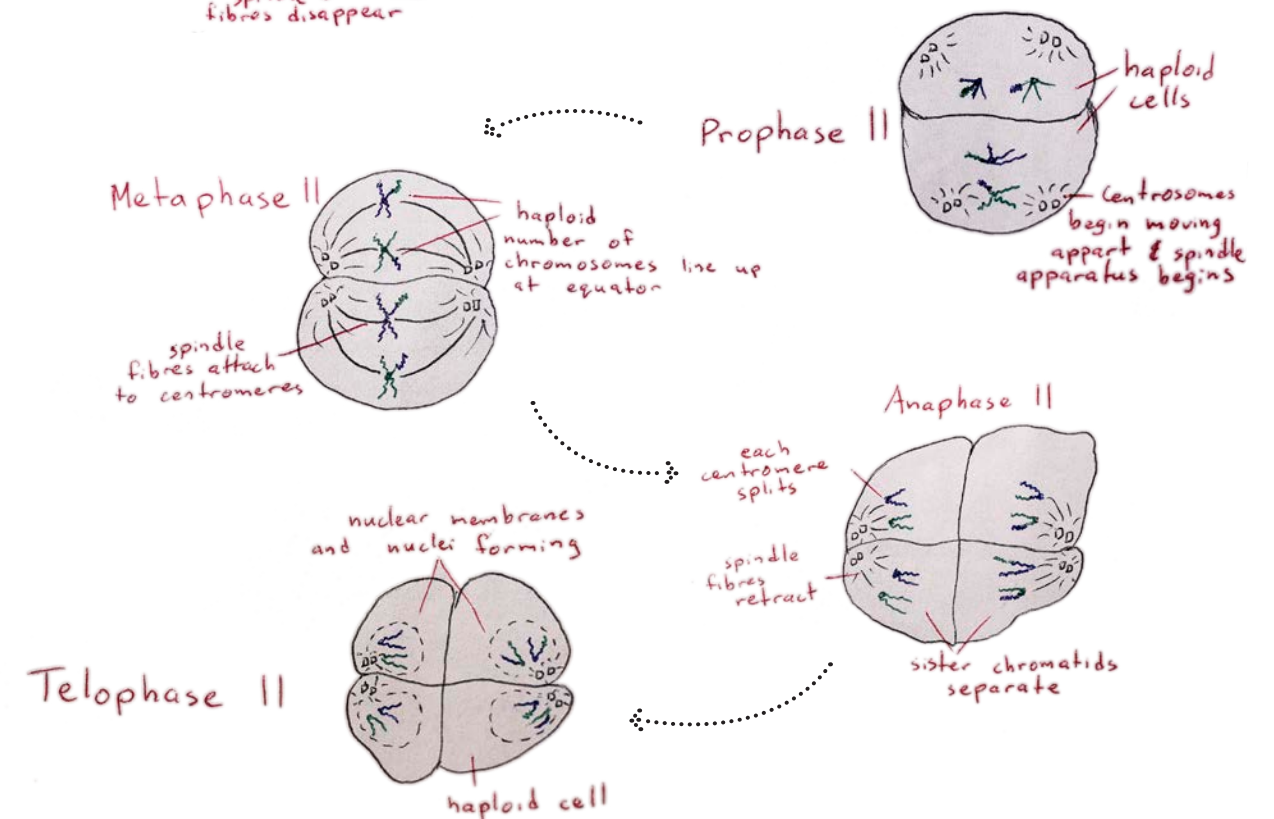 fibres disappear
Prophase II
haploid
cells
centrosomes
begin moving
appart & spindle
apparatus begins
Metaphase II
haploid
number of
chromosomes line up
at equator
spindle
fibres attach
to centromeres
Anaphase II
each
centromere
splits
spindle
fibres
retract
sister chromatids
separate
nuclear membranes
and nuclei forming
Telophase II
haploid cell